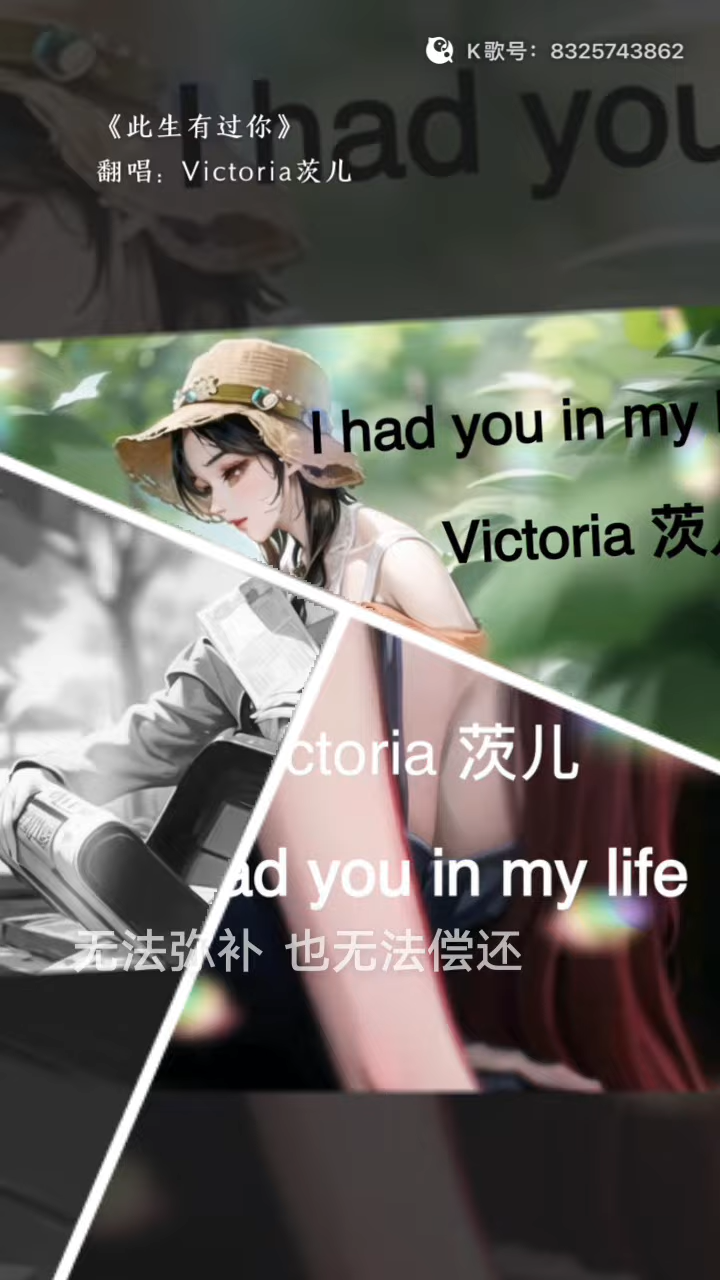 K歌号：8325743862
I had you
《此生有过你》
翻唱：Victoria茨儿
I had you in my
Victoria 茨
ctoria 茨儿
ad you in my life
无法弥补 也无法偿还